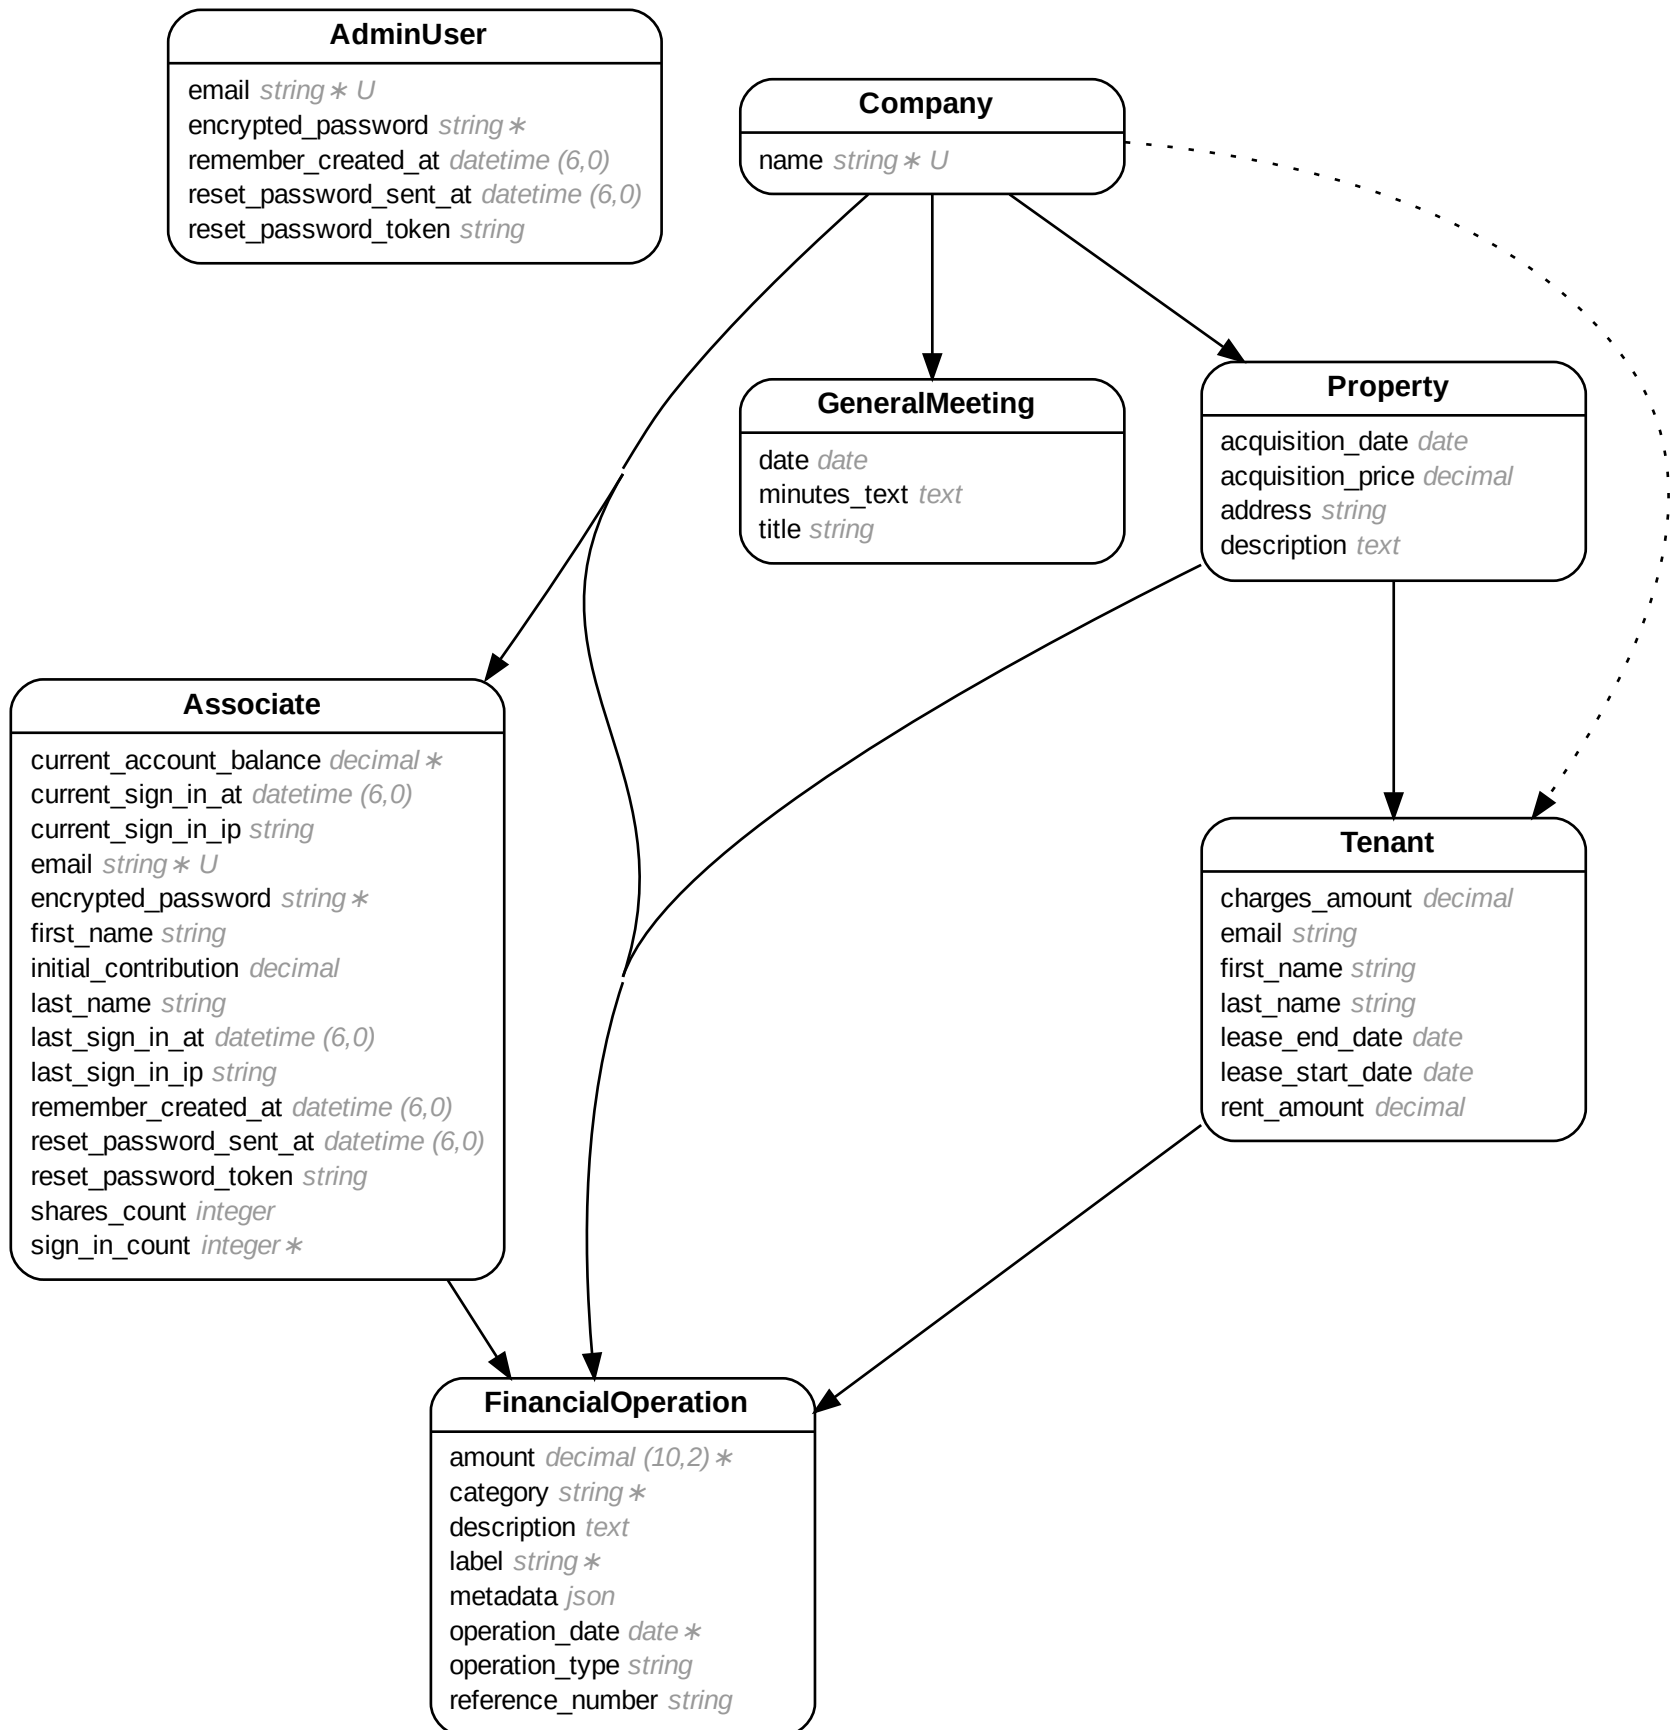 AdminUser
email string∗ U
encrypted_password string∗
remember_created_at datetime (6,0)
reset_password_sent_at datetime (6,0)
reset_password_token string
Company
name string∗ U
GeneralMeeting
date date
minutes_text text
title string
Property
acquisition_date date
acquisition_price decimal
address string
description text
Associate
current_account_balance decimal∗
current_sign_in_at datetime (6,0)
current_sign_in_ip string
email string∗ U
encrypted_password string∗
first_name string
initial_contribution decimal
last_name string
last_sign_in_at datetime (6,0)
last_sign_in_ip string
remember_created_at datetime (6,0)
reset_password_sent_at datetime (6,0)
reset_password_token string
shares_count integer
sign_in_count integer∗
Tenant
charges_amount decimal
email string
first_name string
last_name string
lease_end_date date
lease_start_date date
rent_amount decimal
FinancialOperation
amount decimal (10,2)∗
category string∗
description text
label string∗
metadata json
operation_date date∗
operation_type string
reference_number string